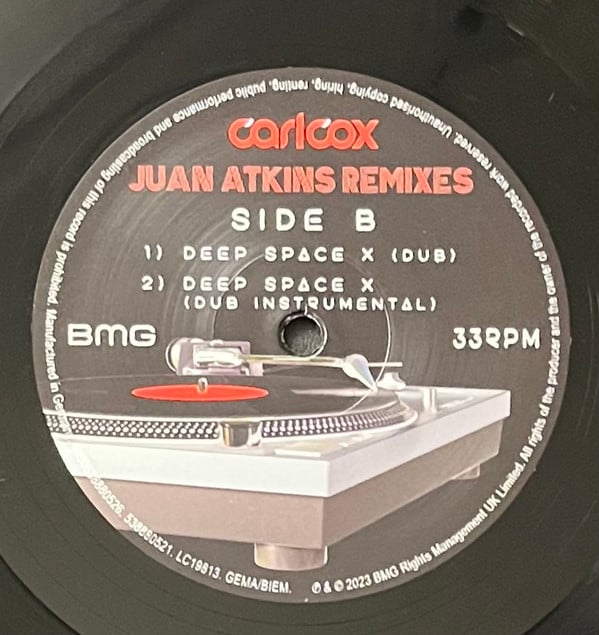 carlcox
JUAN ATKINS REMIXES
SIDE B
1) DEEP SPACE X (DUB)
2) DEEP SPACE X
(DUB INSTRUMENTAL)
BMG
33RPM
℗ & © 2023 BMG Rights Management UK Limited. All rights of the producer and the owner of the recorded work reserved. Unauthorised copying, hiring, renting, public performance and broadcasting of this record is prohibited. Manufactured in
538860521. LC19813. GEMA/BIEM.